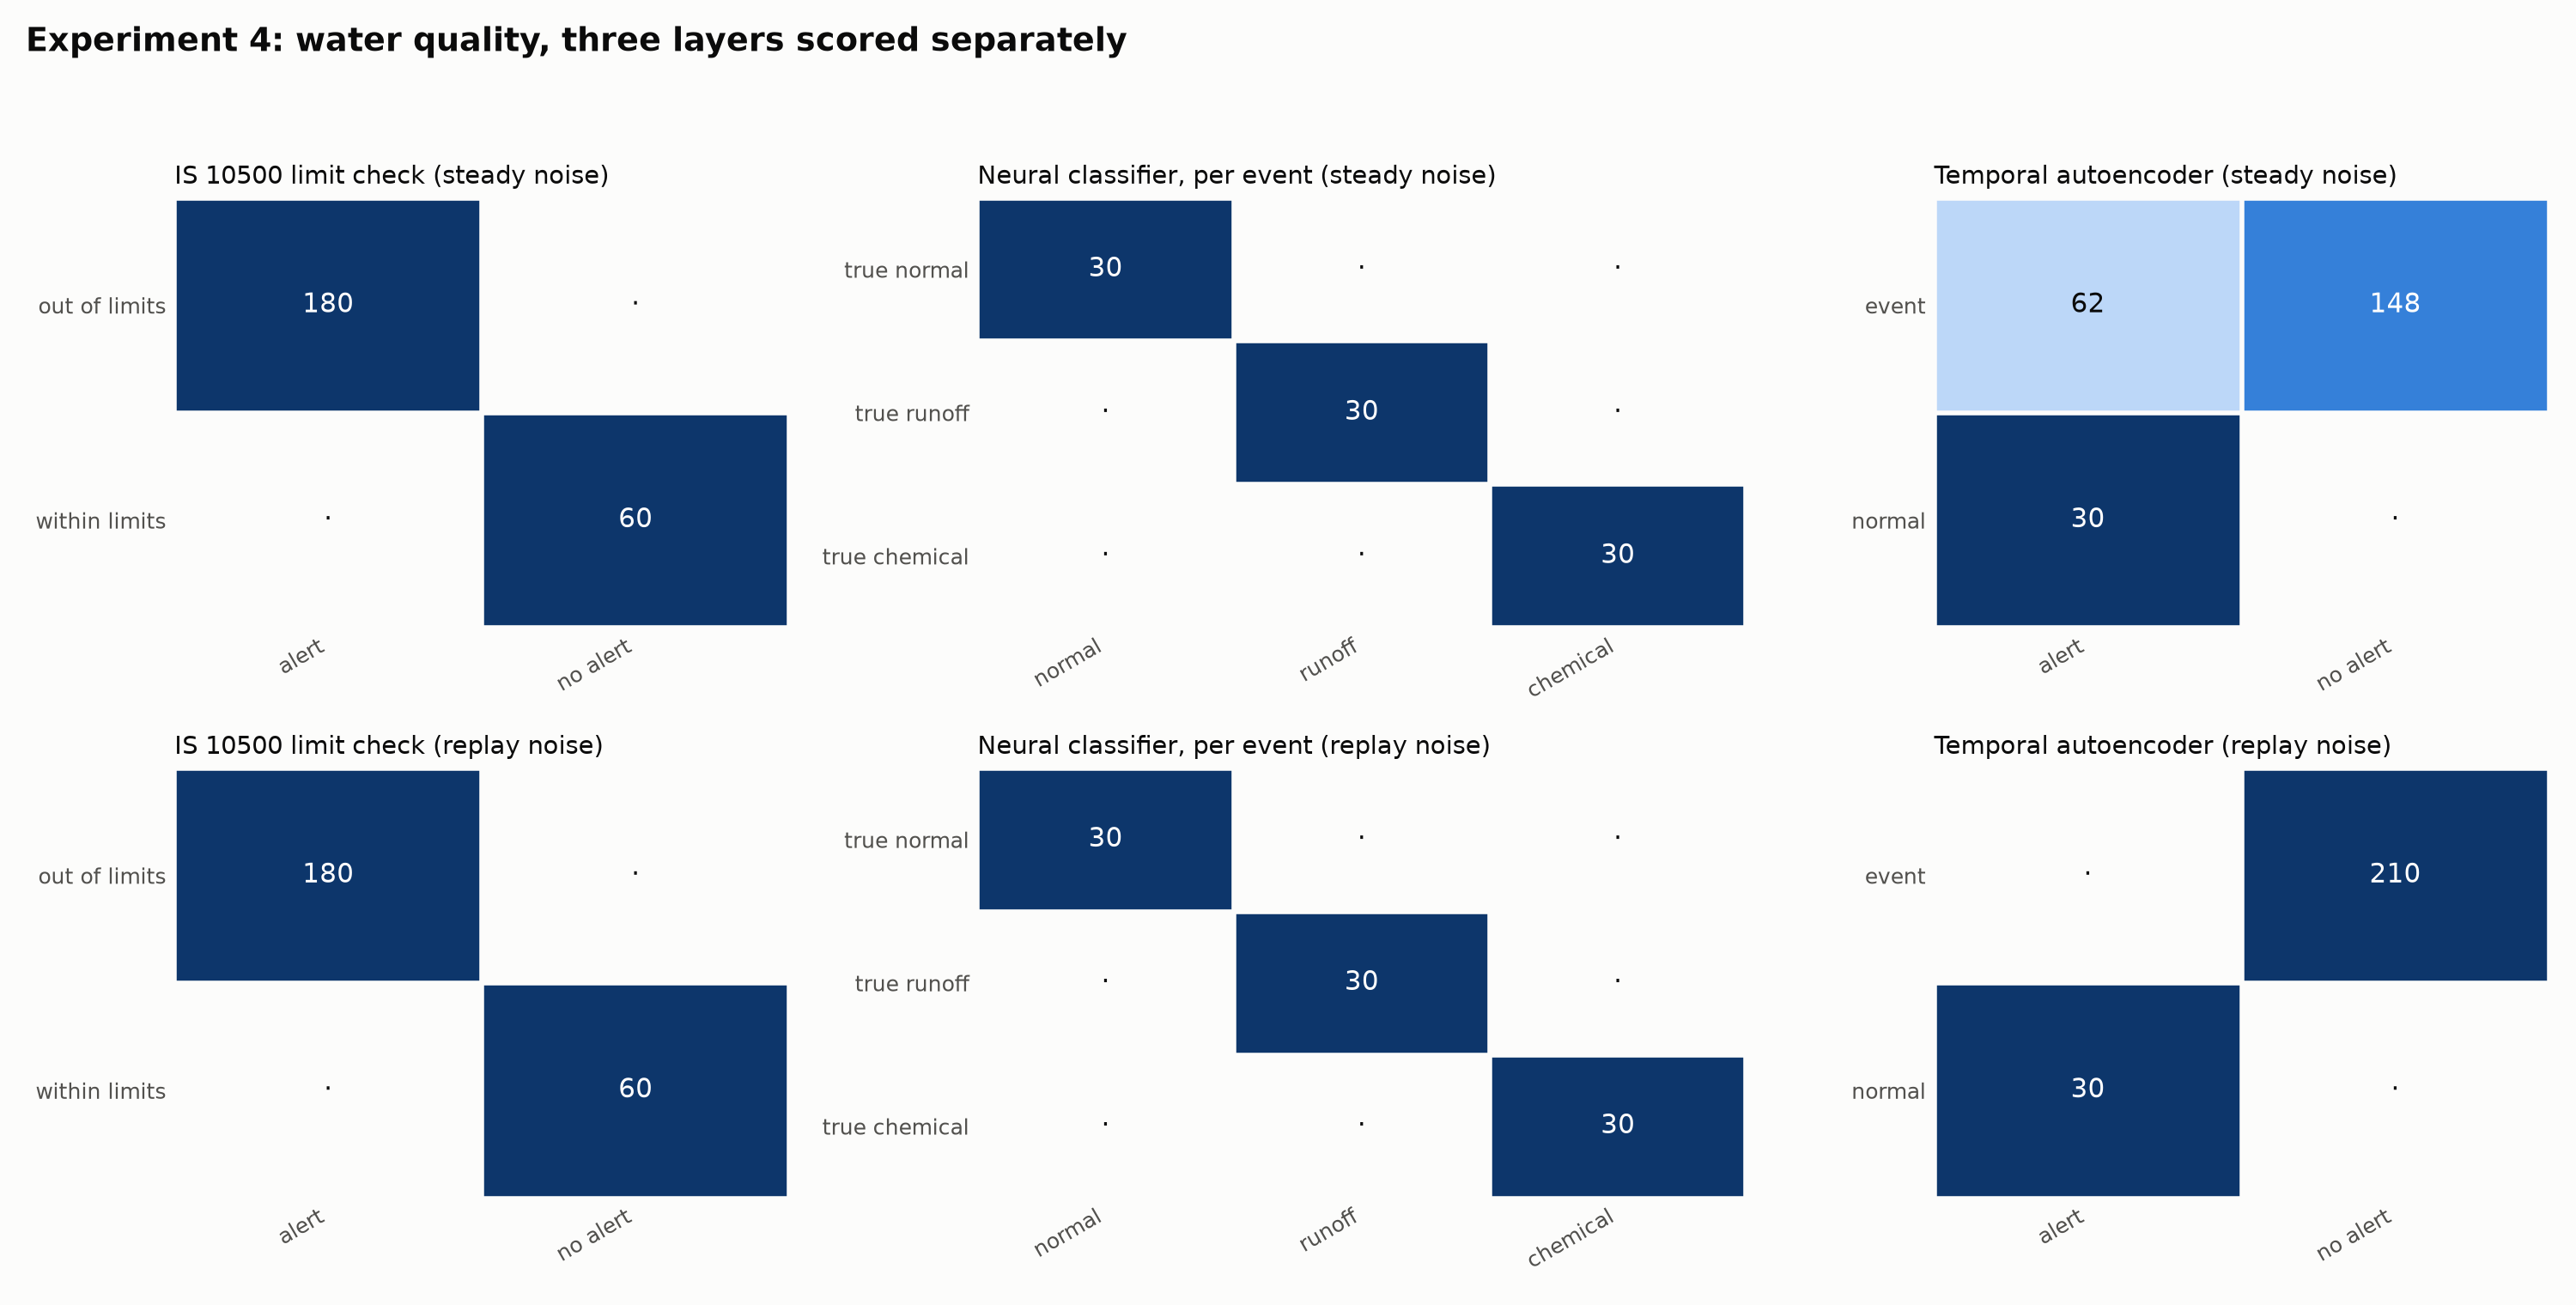 Experiment 4: water quality, three layers scored separately
IS 10500 limit check (steady noise)
out of limits
180
·
within limits
·
60
alert
no alert
Neural classifier, per event (steady noise)
true normal
30
·
·
true runoff
·
30
·
true chemical
·
·
30
normal
runoff
chemical
Temporal autoencoder (steady noise)
event
62
148
normal
30
·
alert
no alert
IS 10500 limit check (replay noise)
out of limits
180
·
within limits
·
60
alert
no alert
Neural classifier, per event (replay noise)
true normal
30
·
·
true runoff
·
30
·
true chemical
·
·
30
normal
runoff
chemical
Temporal autoencoder (replay noise)
event
·
210
normal
30
·
alert
no alert